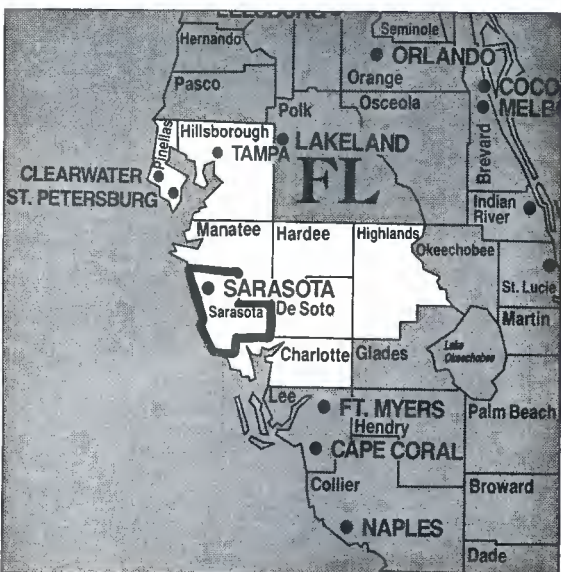 Seminole
Hernando
ORLANDO
Orange
Pasco
COCO
Polk
Osceola
MELB
Pinellas
Hillsborough
LAKELAND
TAMPA
Brevard
CLEARWATER
FL
ST. PETERSBURG
Indian
River
Manatee
Hardee
Highlands
Okeechobee
SARASOTA
St. Lucie
Sarasota
De Soto
Martin
Lake
Okeechobee
Charlotte
Glades
Lee
FT. MYERS
Palm Beach
Hendry
CAPE CORAL
Collier
Broward
NAPLES
Dade